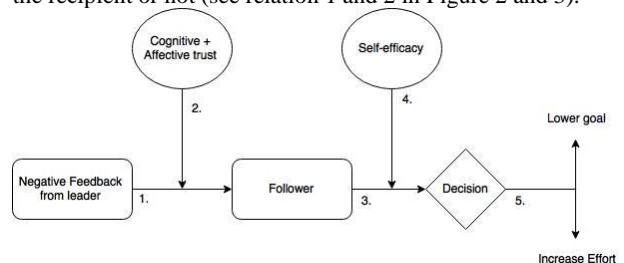 the recipient or not (see relation 1 and 2 in Figure 2 and 3).
Cognitive +
Affective trust
Self-efficacy
2.
4.
Lower goal
Negative Feedback
from leader
1.
Follower
3.
Decision
5.
Increase Effort